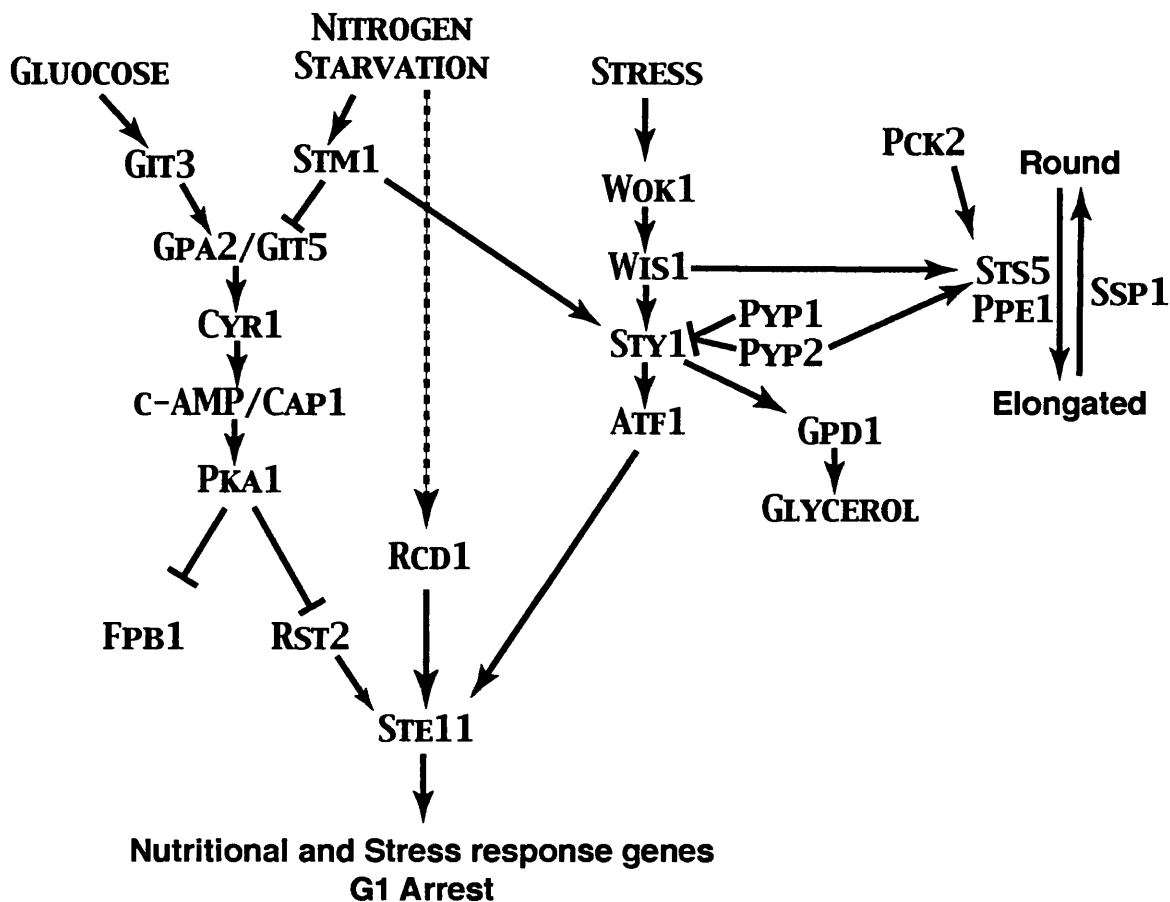 NITROGEN
STARVATION
GLUOCOSE
STRESS
GIT3
STM1
PCK2
Round
WOK1
GPA2/GIT5
WIS1
STS5
PPE1
SSP1
CYR1
PYP1
PYP2
STY1
C-AMP/CAP1
ATF1
GPD1
Elongated
PKA1
GLYCEROL
RCD1
FPB1
RST2
STE11
Nutritional and Stress response genes
G1 Arrest